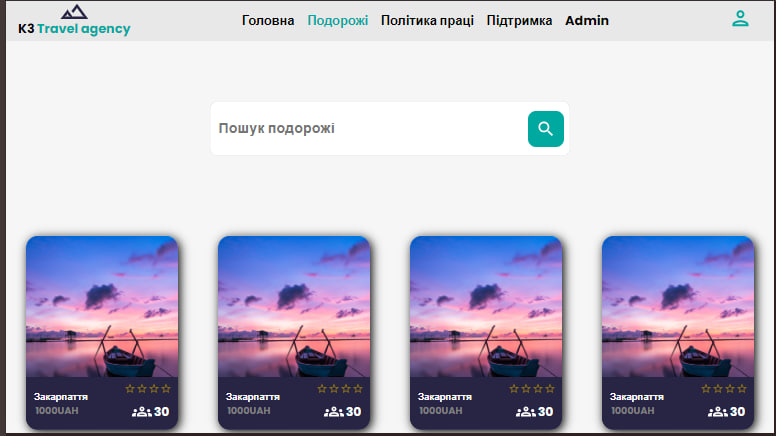 K3 Travel agency
Головна Подорожі Політика праці Підтримка Admin
Пошук подорожі
Закарпаття
1000UAH 30
Закарпаття
1000UAH 30
Закарпаття
1000UAH 30
Закарпаття
1000UAH 30